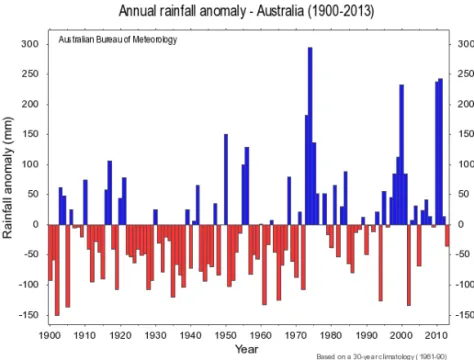 Annual rainfall anomaly - Australia (1900-2013)
Australian Bureau of Meteorology
300 300
250 250
200 200
150 150
100 100
50 50
0 0
-50 -50
-100 -100
-150 -150
Rainfall anomaly (mm)
1900 1910 1920 1930 1940 1950 1960 1970 1980 1990 2000 2010
Year
Based on a 30-year climatology (1961-90)